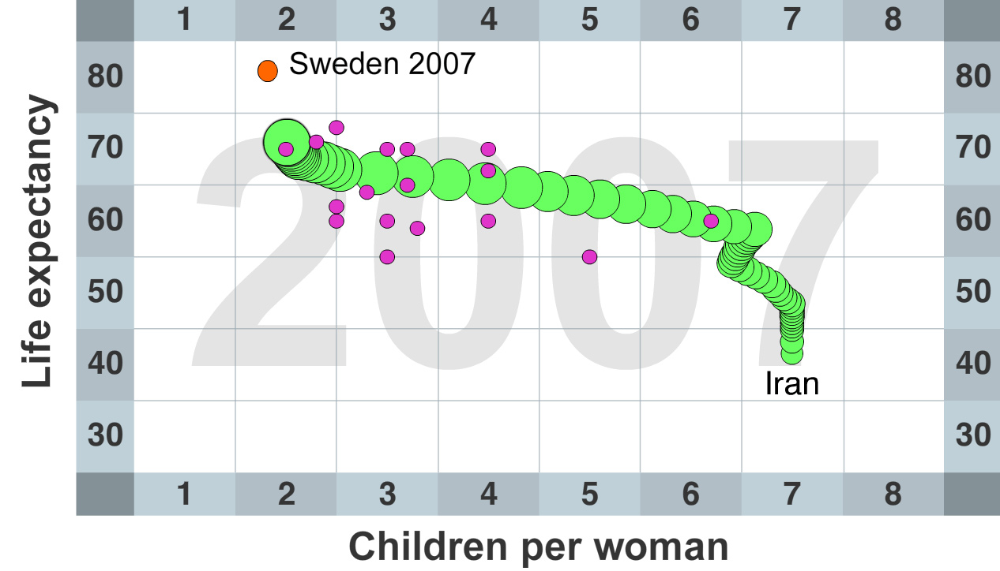 1 2 3 4 5 6 7 8
Sweden 2007
80 80
70 70
2007
60 60
50 50
40 40
Iran
30 30
1 2 3 4 5 6 7 8
Children per woman
Life expectancy